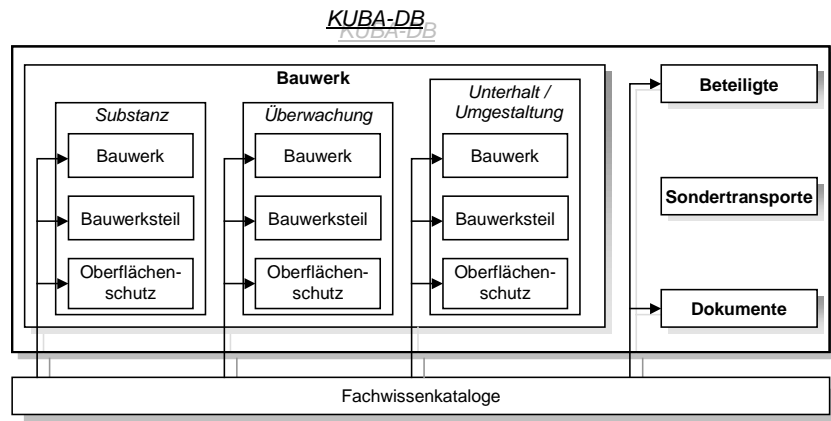 KUBA-DB
Bauwerk
Substanz
Bauwerk
Bauwerksteil
Oberflächen-
schutz
Überwachung
Bauwerk
Bauwerksteil
Oberflächen-
schutz
Unterhalt /
Umgestaltung
Bauwerk
Bauwerksteil
Oberflächen-
schutz
Beteiligte
Sondertransporte
Dokumente
Fachwissenkataloge